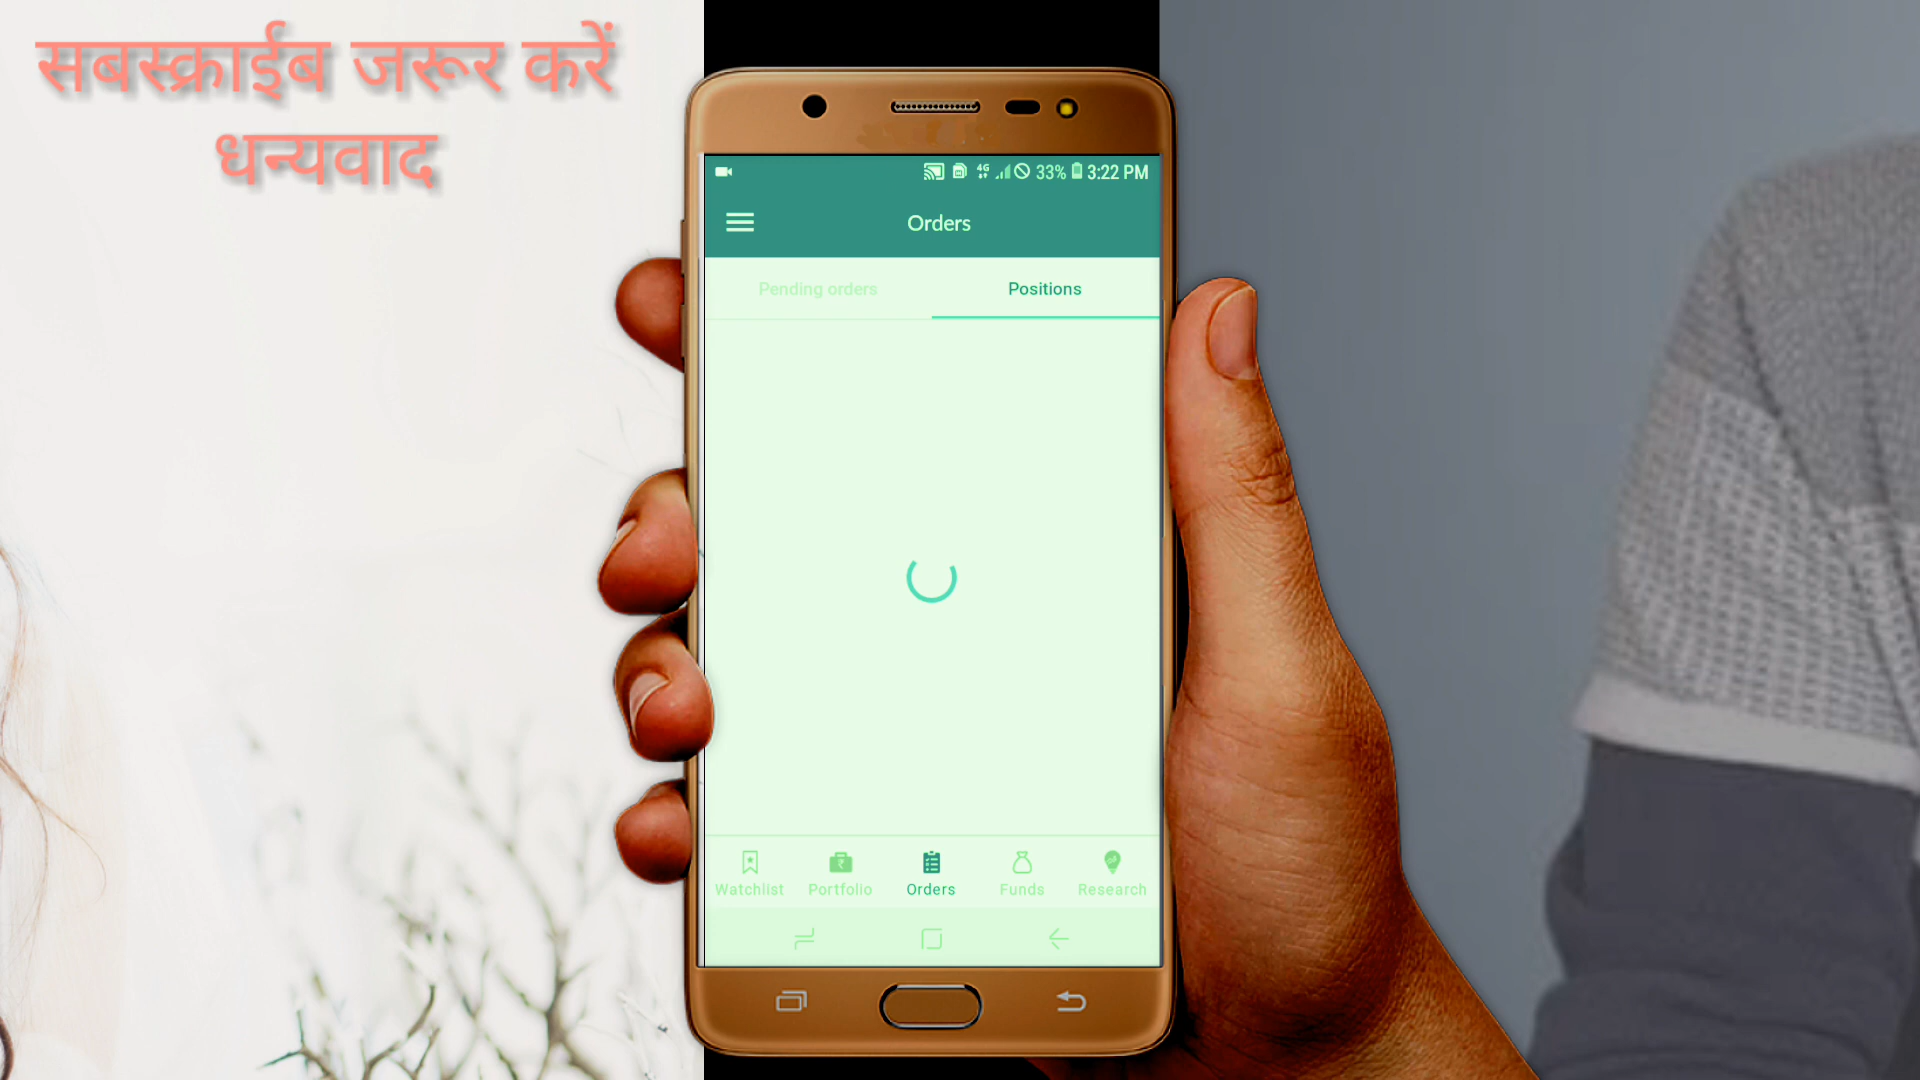 सबस्क्राईब जरूर करें
धन्यवाद
4G 33% 3:22 PM
Orders
Pending orders Positions
Watchlist Portfolio Orders Funds Research